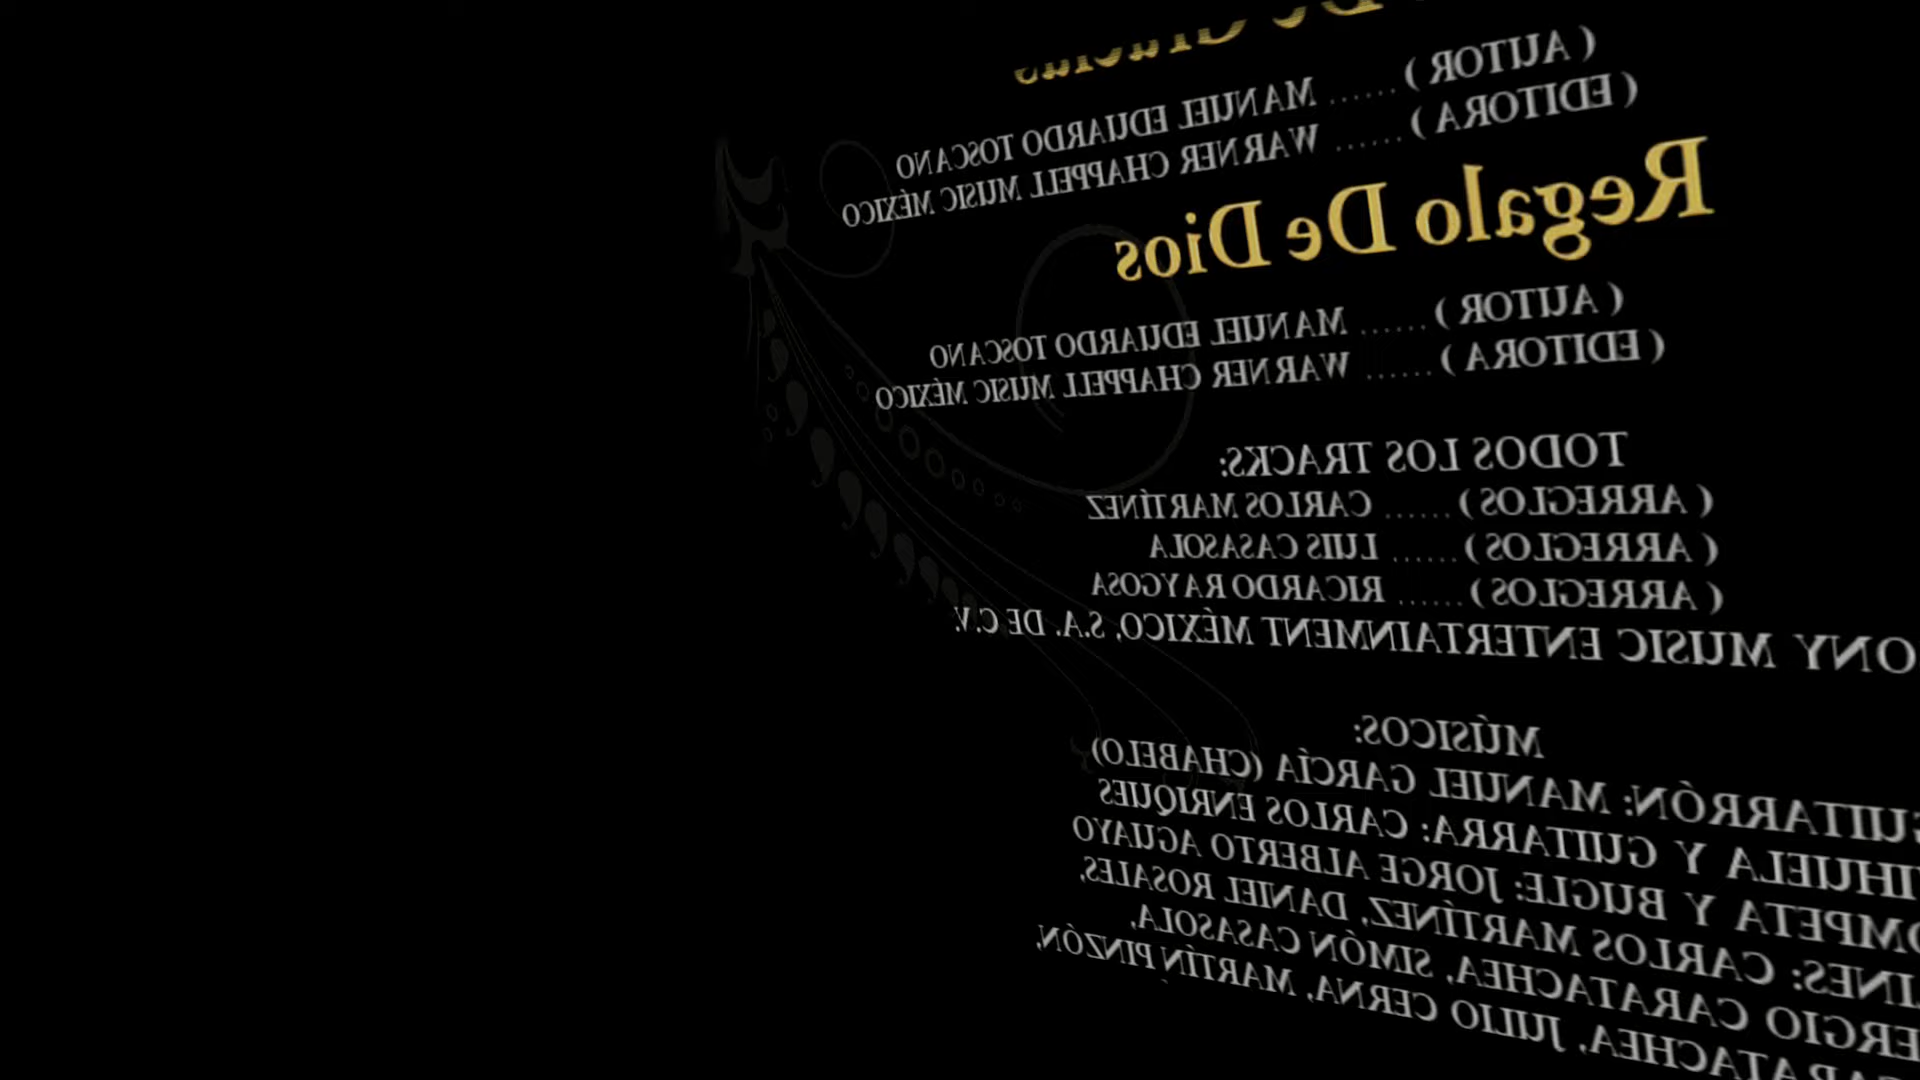 De Gracias
( AUTOR ) ...... MANUEL EDUARDO TOSCANO
( EDITORA ) ...... WARNER CHAPPELL MUSIC MÉXICO
Regalo De Dios
( AUTOR ) ...... MANUEL EDUARDO TOSCANO
( EDITORA ) ...... WARNER CHAPPELL MUSIC MÉXICO
TODOS LOS TRACKS:
( ARREGLOS ) ...... CARLOS MARTÍNEZ
( ARREGLOS ) ...... LUIS CASASOLA
( ARREGLOS ) ...... RICARDO RAYGOSA
ONY MUSIC ENTERTAINMENT MÉXICO, S.A. DE C.V.
MÚSICOS:
GUITARRÓN: MANUEL GARCÍA (CHABELO)
IHUELA Y GUITARRA: CARLOS ENRIQUES
OMPETA Y BUGLE: JORGE ALBERTO AGUAYO
LINES: CARLOS MARTÍNEZ, DANIEL ROSALES,
ERGIO CARATACHEA, SIMÓN CASASOLA,
CARATACHEA, JULIO CERNA, MARTÍN PINZÓN,